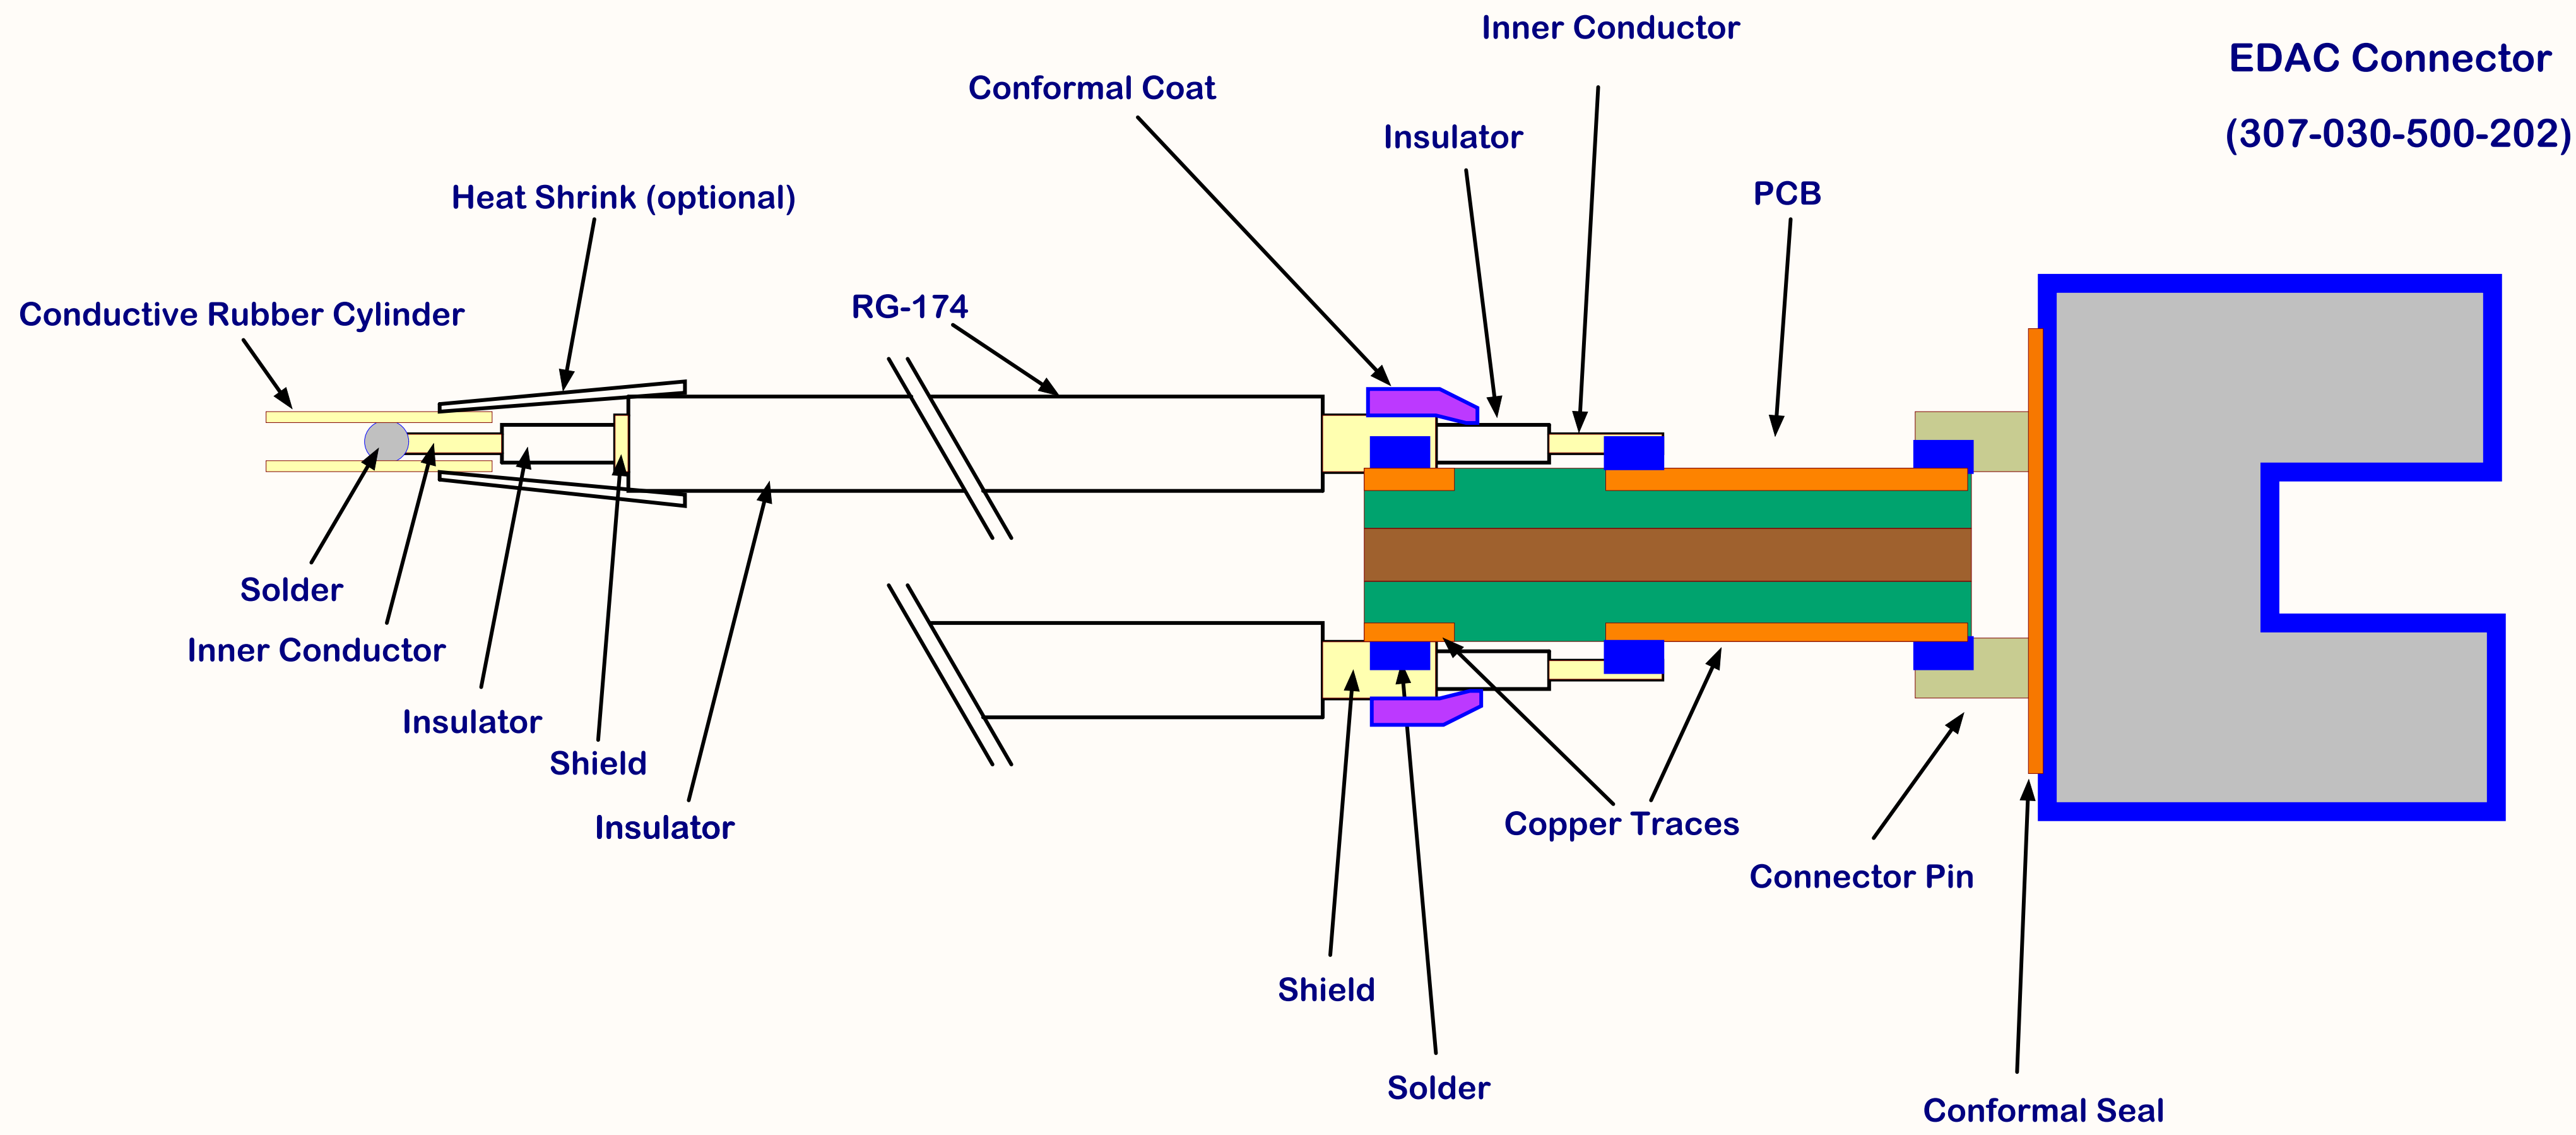 Inner Conductor
EDAC Connector
(307-030-500-202)
Conformal Coat
Insulator
PCB
Heat Shrink (optional)
RG-174
Conductive Rubber Cylinder
Solder
Inner Conductor
Insulator
Shield
Insulator
Copper Traces
Connector Pin
Shield
Solder
Conformal Seal